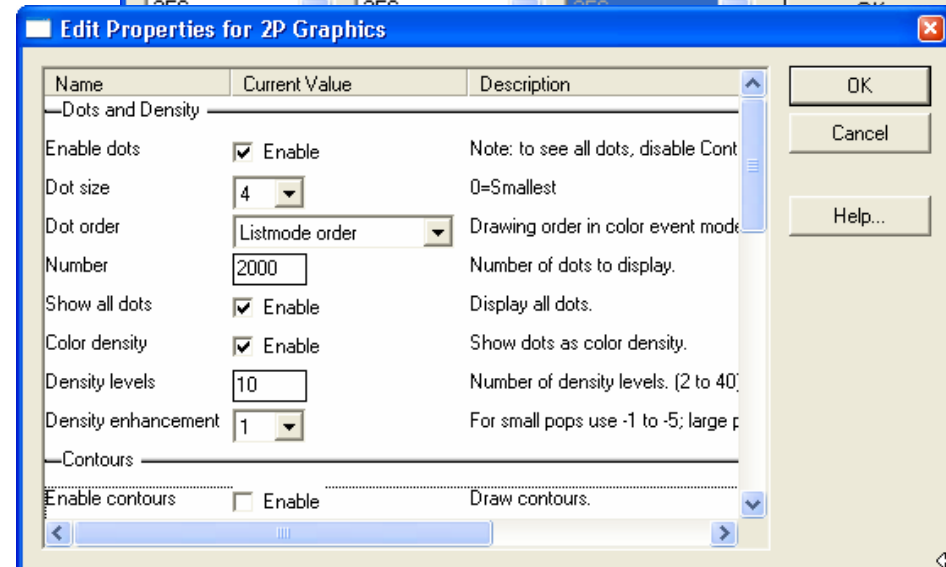 Edit Properties for 2P Graphics
Name Current Value Description
Dots and Density
Enable dots Enable Note: to see all dots, disable Cont
Dot size 4 0=Smallest
Dot order Listmode order Drawing order in color event mode
Number 2000 Number of dots to display.
Show all dots Enable Display all dots.
Color density Enable Show dots as color density.
Density levels 10 Number of density levels. (2 to 40)
Density enhancement 1 For small pops use -1 to -5; large p
Contours
Enable contours Enable Draw contours.
OK
Cancel
Help...